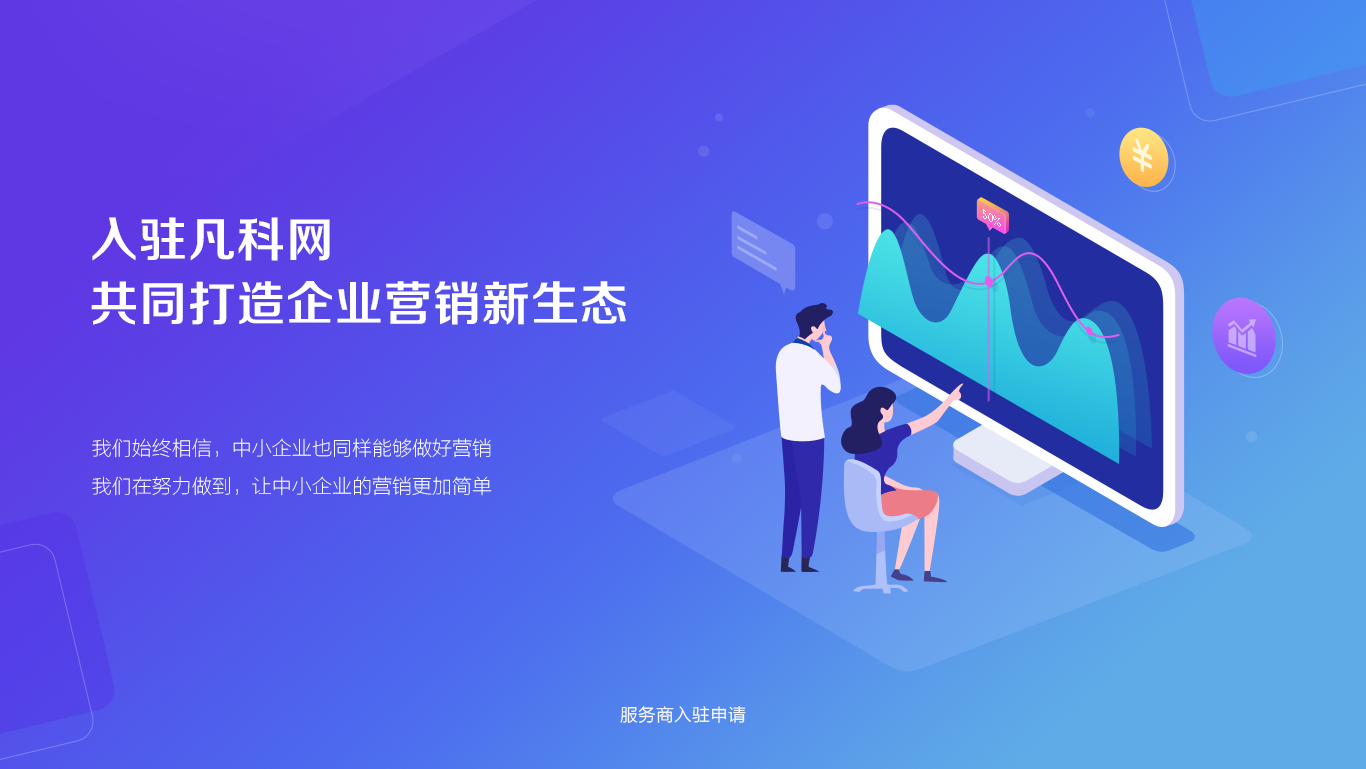 入驻凡科网
共同打造企业营销新生态
我们始终相信，中小企业也同样能够做好营销
我们在努力做到，让中小企业的营销更加简单
50%
¥
服务商入驻申请